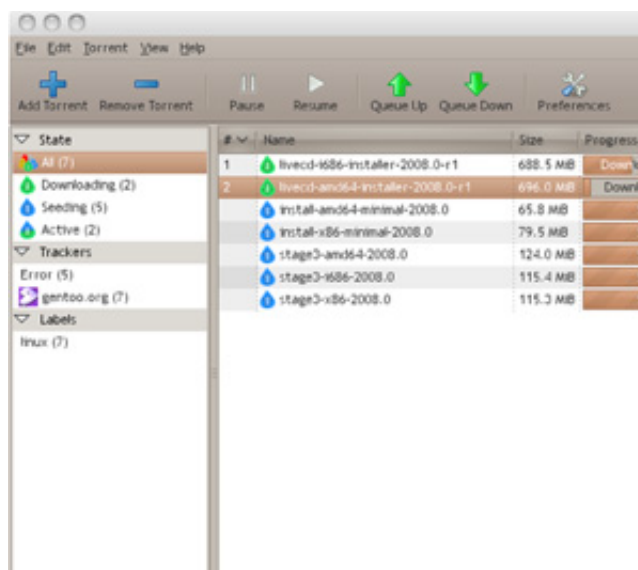 File Edit Torrent View Help
Add Torrent Remove Torrent Pause Resume Queue Up Queue Down Preferences
State
All (7)
Downloading (2)
Seeding (5)
Active (2)
Trackers
Error (5)
gentoo.org (7)
Labels
linux (7)
# Name Size Progress
1 livecd-i686-installer-2008.0-r1 688.5 MiB Down
2 livecd-amd64-installer-2008.0-r1 696.0 MiB Downl
install-amd64-minimal-2008.0 65.8 MiB
install-x86-minimal-2008.0 79.5 MiB
stage3-amd64-2008.0 124.0 MiB
stage3-i686-2008.0 115.4 MiB
stage3-x86-2008.0 115.3 MiB